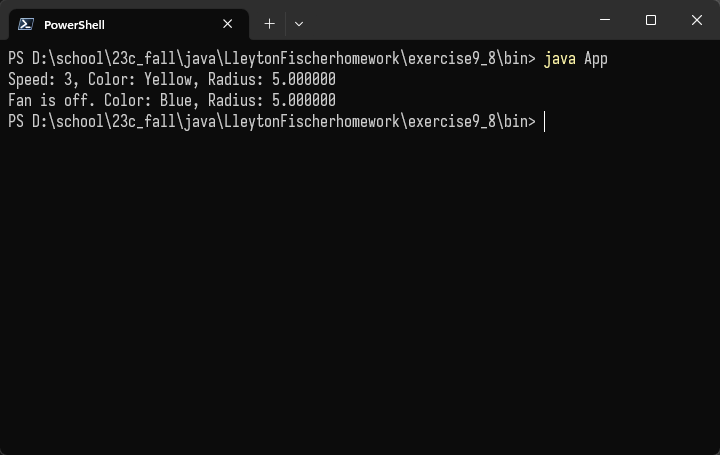 PowerShell
PS D:\school\23c_fall\java\LleytonFischerhomework\exercise9_8\bin> java App
Speed: 3, Color: Yellow, Radius: 5.000000
Fan is off. Color: Blue, Radius: 5.000000
PS D:\school\23c_fall\java\LleytonFischerhomework\exercise9_8\bin>